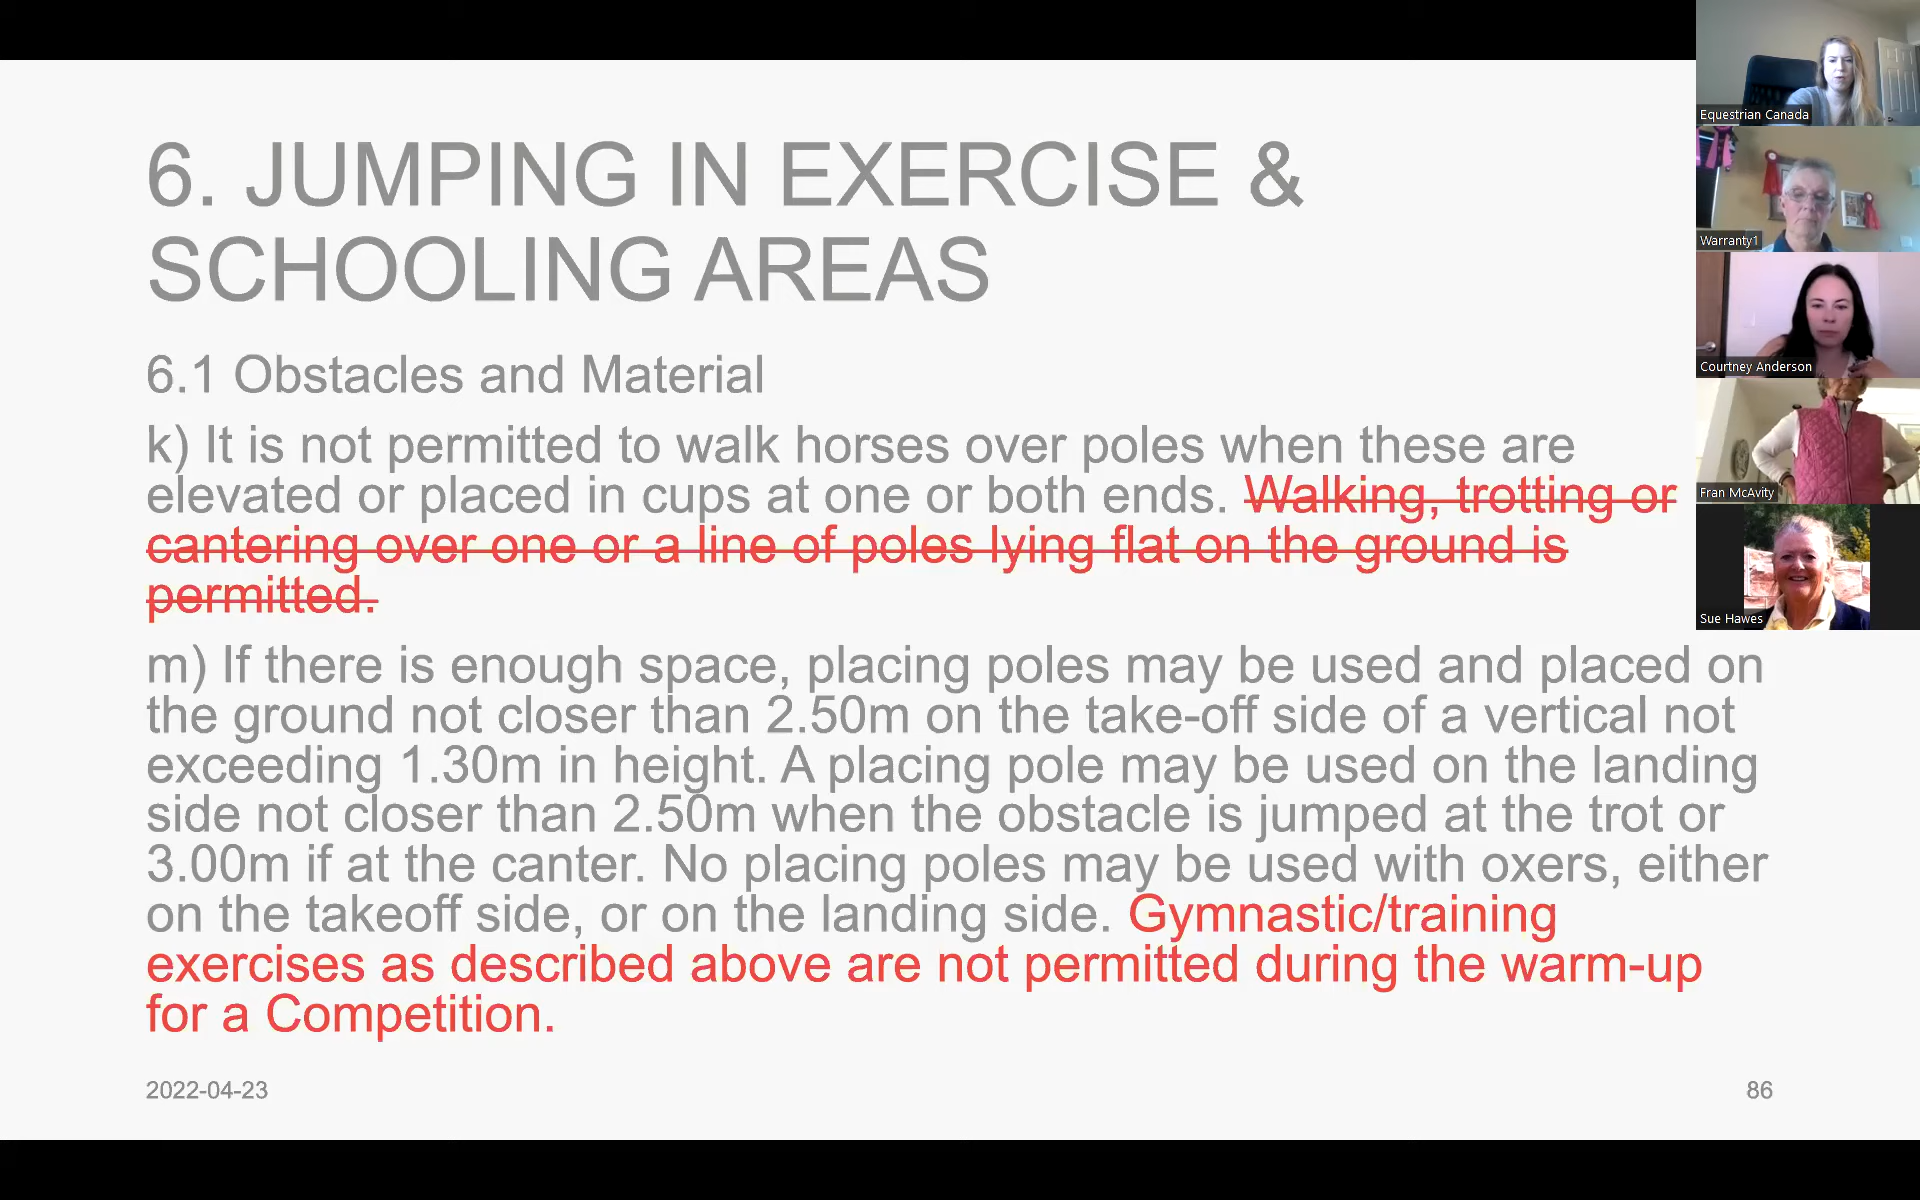 6. JUMPING IN EXERCISE &
SCHOOLING AREAS
6.1 Obstacles and Material
k) It is not permitted to walk horses over poles when these are
elevated or placed in cups at one or both ends. Walking, trotting or
cantering over one or a line of poles lying flat on the ground is
permitted.
m) If there is enough space, placing poles may be used and placed on
the ground not closer than 2.50m on the take-off side of a vertical not
exceeding 1.30m in height. A placing pole may be used on the landing
side not closer than 2.50m when the obstacle is jumped at the trot or
3.00m if at the canter. No placing poles may be used with oxers, either
on the takeoff side, or on the landing side. Gymnastic/training
exercises as described above are not permitted during the warm-up
for a Competition.
2022-04-23
86
Equestrian Canada
Warranty1
Courtney Anderson
Fran McAvity
Sue Hawes